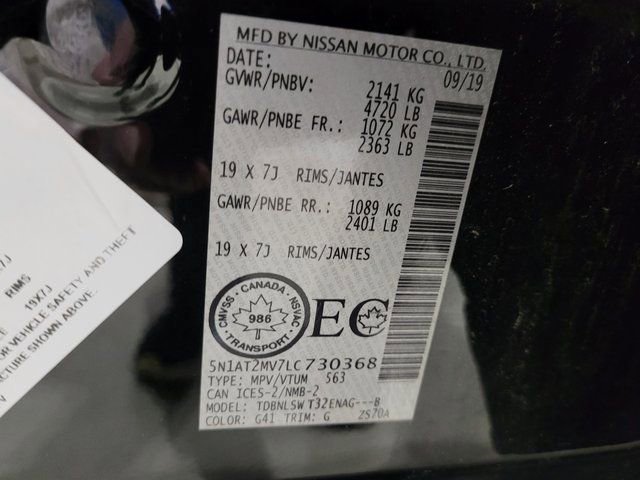 MFD BY NISSAN MOTOR CO., LTD.
DATE: 09/19
GVWR/PNBV: 2141 KG
4720 LB
GAWR/PNBE FR.: 1072 KG
2363 LB
19 X 7J RIMS/JANTES
GAWR/PNBE RR.: 1089 KG
2401 LB
19 X 7J RIMS/JANTES
CMVSS · CANADA · NSVAC
986
TRANSPORT
EC
5N1AT2MV7LC730368
TYPE: MPV/VTUM 563
CAN ICES-2/NMB-2
MODEL: TDBNLSW T32ENAG---B
COLOR: G41 TRIM: G ZS70A
RIMS
19X7J
OR VEHICLE SAFETY AND THEFT
CTURE SHOWN ABOVE.